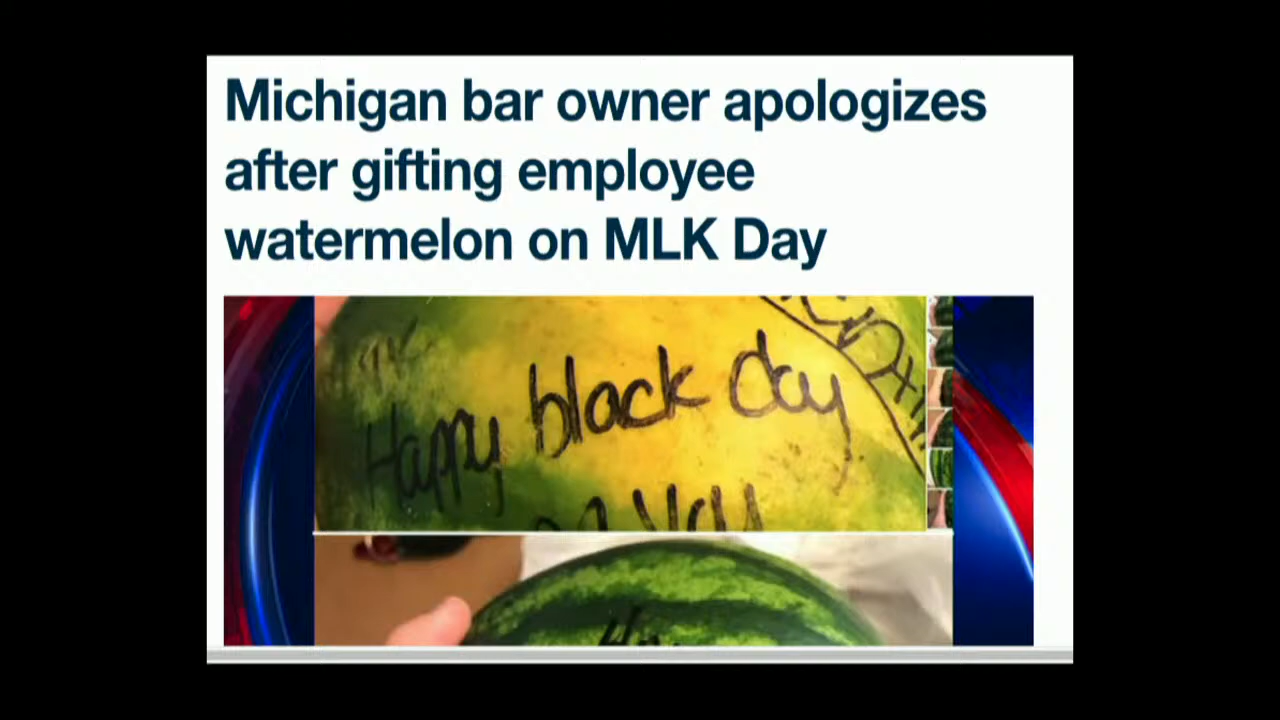 Michigan bar owner apologizes
after gifting employee
watermelon on MLK Day
Happy black day